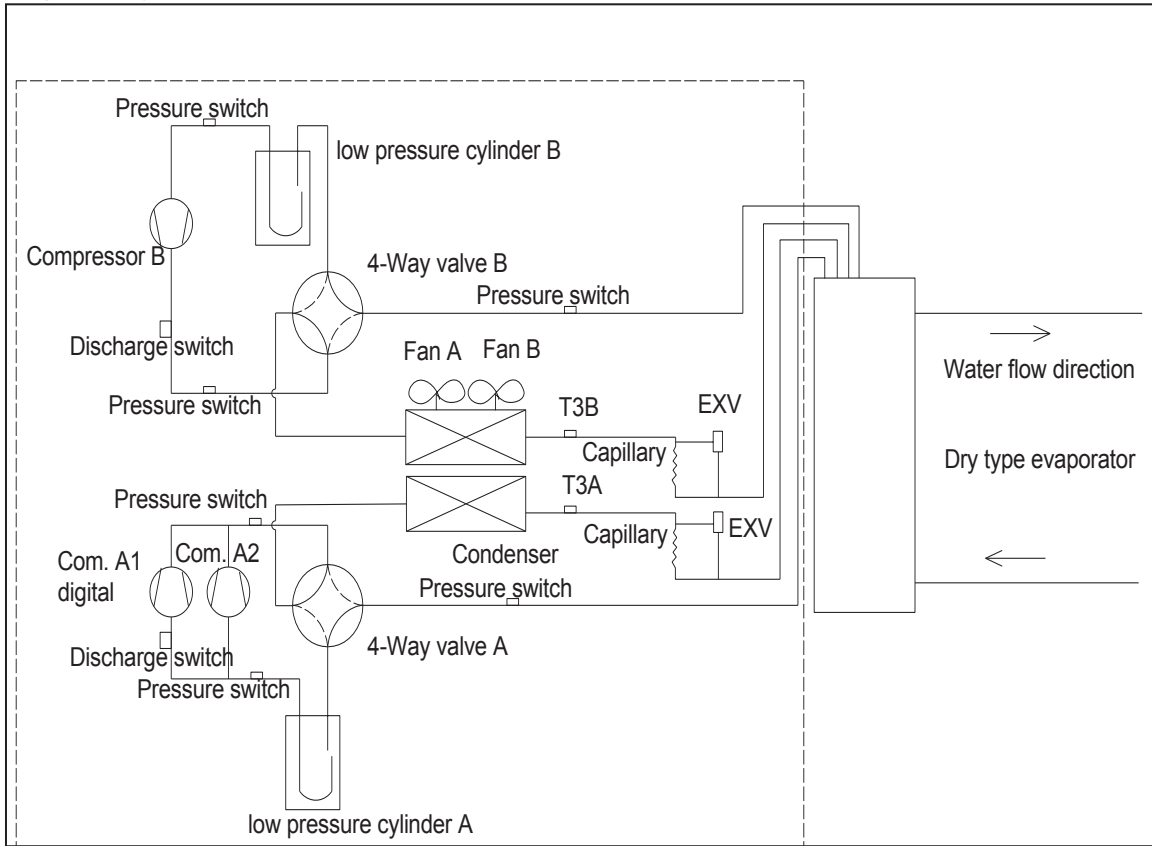 Pressure switch
low pressure cylinder B
Compressor B
4-Way valve B
Pressure switch
Discharge switch
Fan A
Fan B
Water flow direction
Pressure switch
T3B
EXV
Capillary
Dry type evaporator
T3A
Pressure switch
EXV
Capillary
Com. A1
digital
Com. A2
Condenser
Pressure switch
4-Way valve A
Discharge switch
Pressure switch
low pressure cylinder A